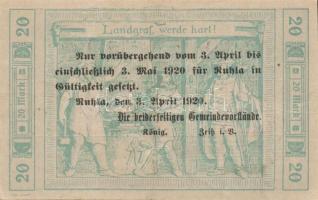 Landgraf, werde hart!
20
20
Nur vorübergehend vom 3. April bis
einschließlich 3. Mai 1920 für Ruhla in
Gültigkeit gesetzt.
Ruhla, den 3. April 1920.
Die beiderseitigen Gemeindevorstände.
König. Zeiß i. V.
20 Mark
20 Mark
20
20